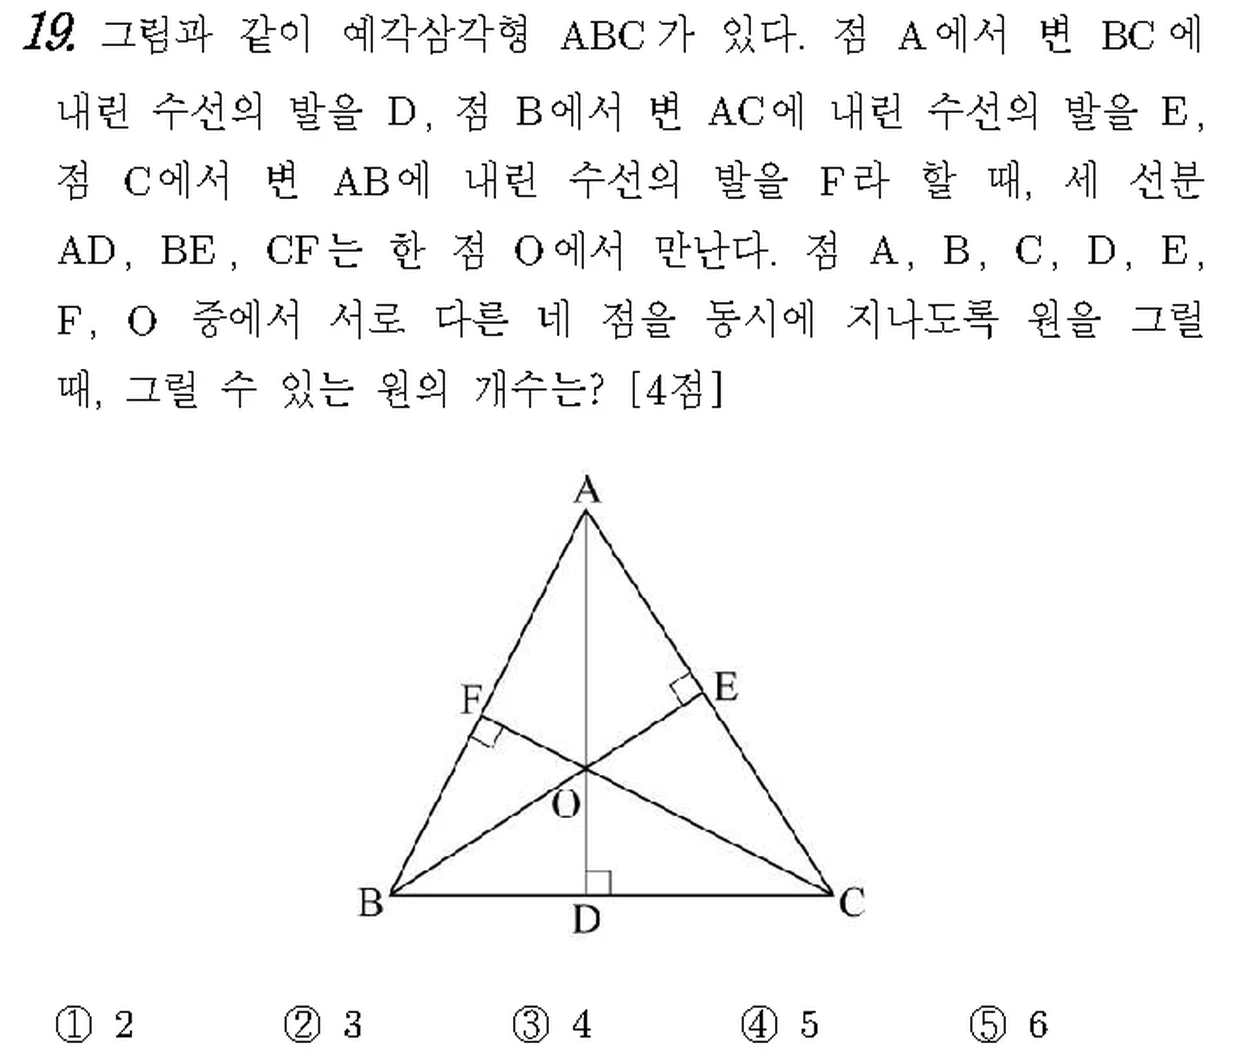 19. 그림과 같이 예각삼각형 ABC가 있다. 점 A에서 변 BC에
내린 수선의 발을 D, 점 B에서 변 AC에 내린 수선의 발을 E,
점 C에서 변 AB에 내린 수선의 발을 F라 할 때, 세 선분
AD, BE, CF는 한 점 O에서 만난다. 점 A, B, C, D, E,
F, O 중에서 서로 다른 네 점을 동시에 지나도록 원을 그릴
때, 그릴 수 있는 원의 개수는? [4점]
A
F
E
O
B
D
C
① 2 ② 3 ③ 4 ④ 5 ⑤ 6